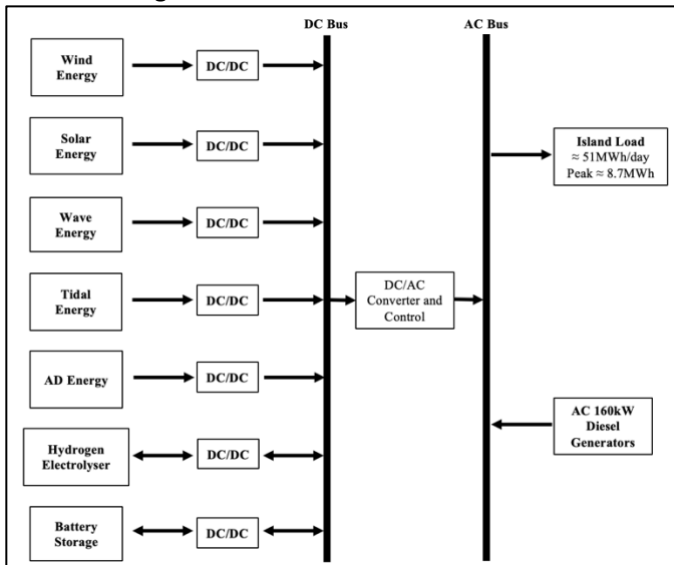 DC Bus
AC Bus
Wind
Energy
DC/DC
Solar
Energy
DC/DC
Island Load
≈ 51MWh/day
Peak ≈ 8.7MWh
Wave
Energy
DC/DC
Tidal
Energy
DC/DC
DC/AC
Converter and
Control
AD Energy
DC/DC
AC 160kW
Diesel
Generators
Hydrogen
Electrolyser
DC/DC
Battery
Storage
DC/DC